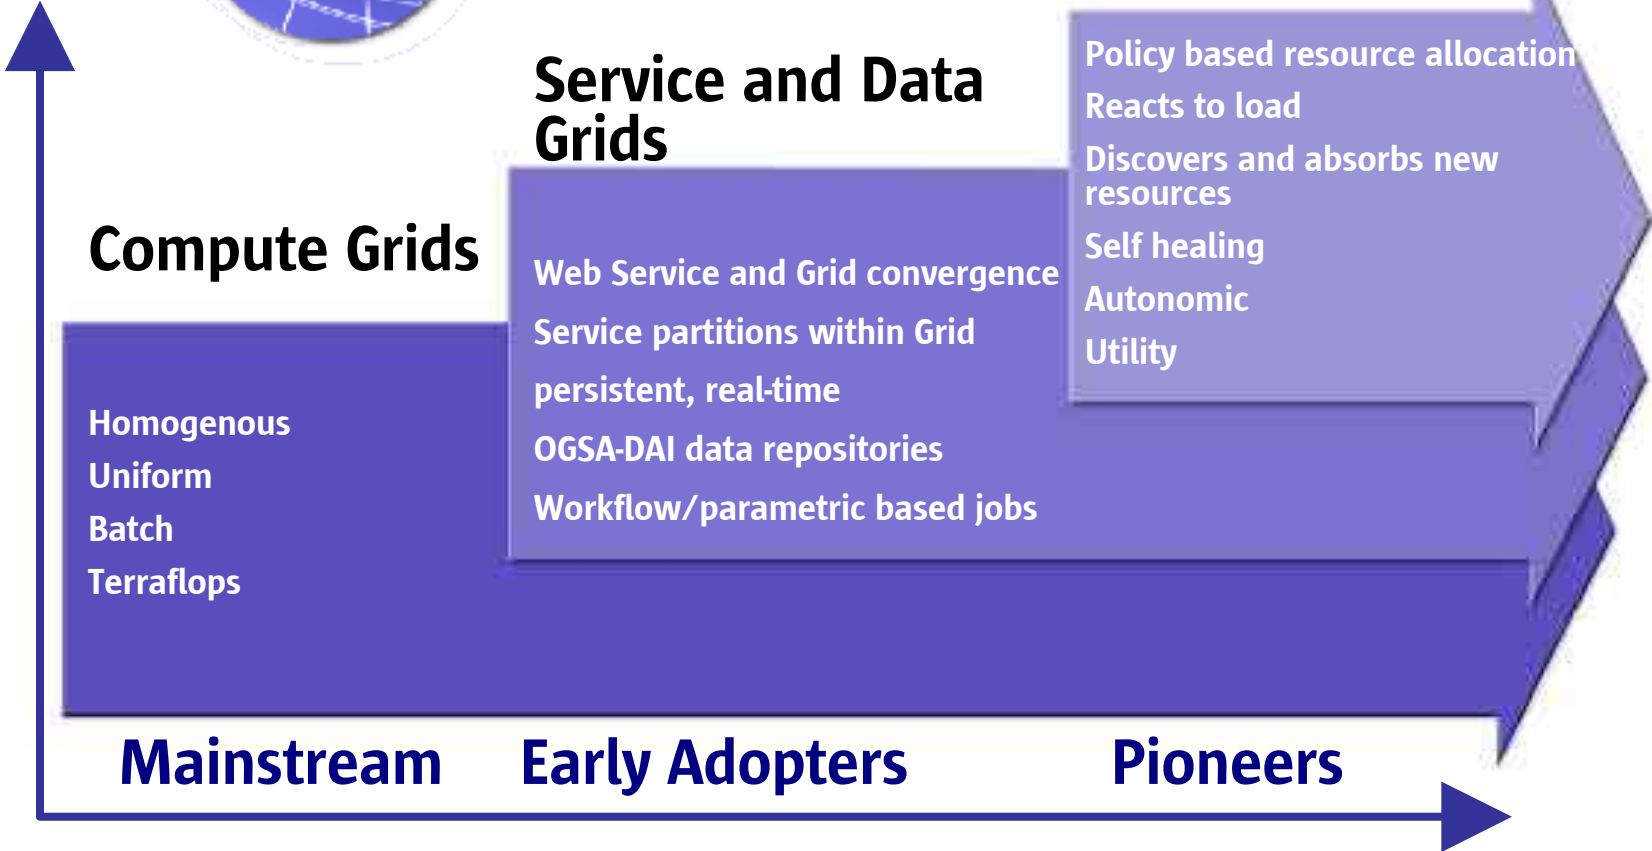 Compute Grids
Homogenous
Uniform
Batch
Terraflops
Service and Data
Grids
Web Service and Grid convergence
Service partitions within Grid
persistent, real-time
OGSA-DAI data repositories
Workflow/parametric based jobs
Policy based resource allocation
Reacts to load
Discovers and absorbs new
resources
Self healing
Autonomic
Utility
Mainstream
Early Adopters
Pioneers